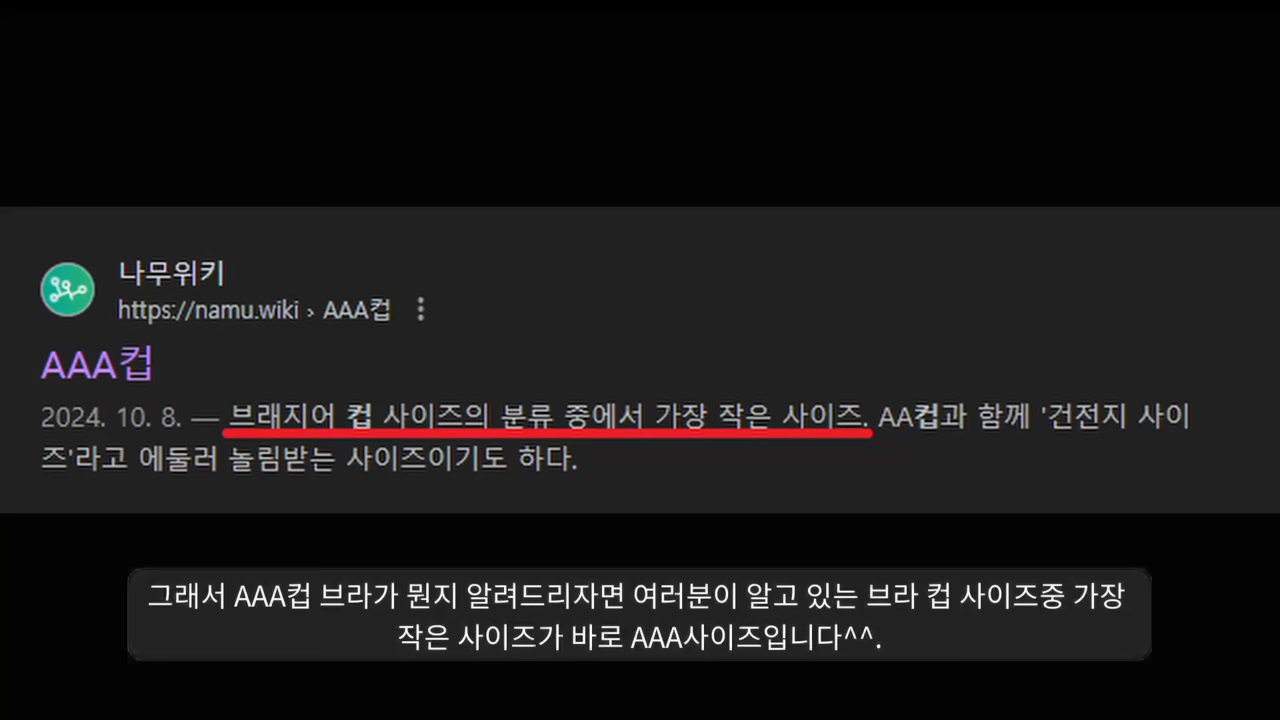 나무위키
https://namu.wiki › AAA컵
AAA컵
2024. 10. 8. — 브래지어 컵 사이즈의 분류 중에서 가장 작은 사이즈. AA컵과 함께 '건전지 사이
즈'라고 에둘러 놀림받는 사이즈이기도 하다.
그래서 AAA컵 브라가 뭔지 알려드리자면 여러분이 알고 있는 브라 컵 사이즈중 가장
작은 사이즈가 바로 AAA사이즈입니다^^.